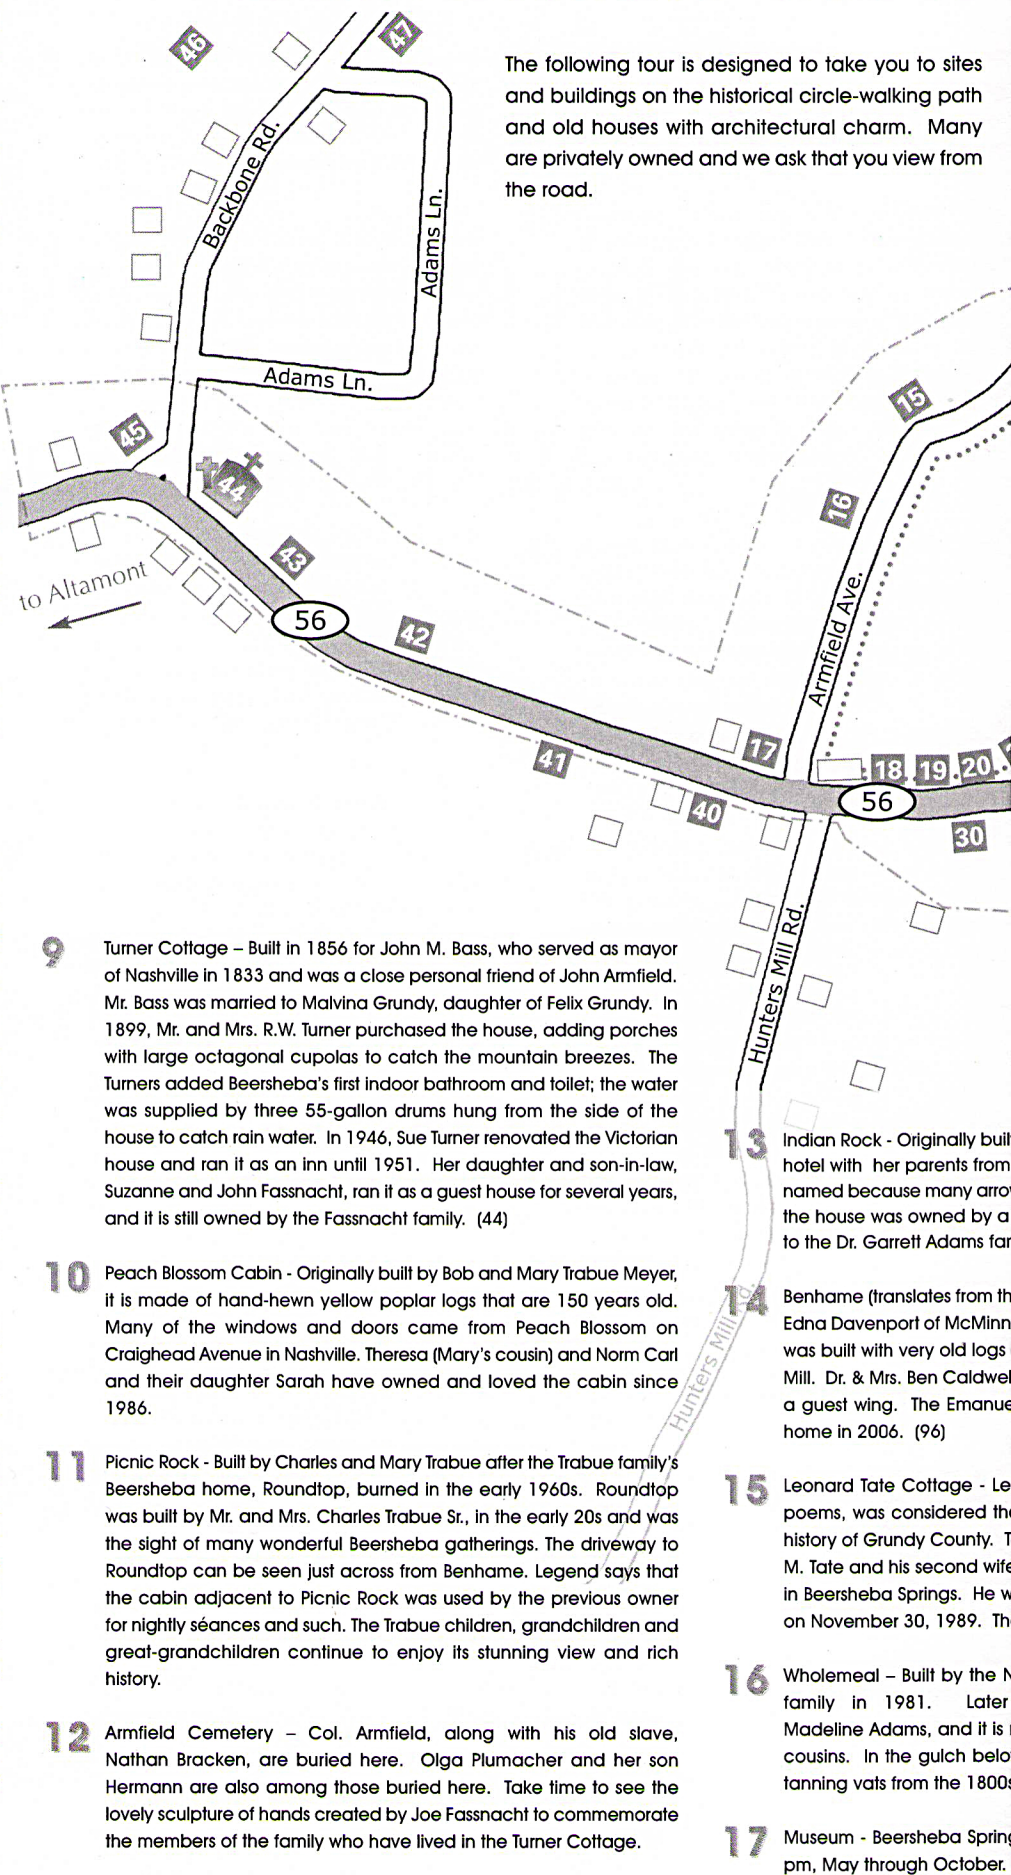 46
47
The following tour is designed to take you to sites
and buildings on the historical circle-walking path
and old houses with architectural charm. Many
are privately owned and we ask that you view from
the road.
Backbone Rd.
Adams Ln.
Adams Ln.
15
45
44
16
43
to Altamont
56
42
Armfield Ave.
17
41
18
19
20
56
40
30
Hunters Mill Rd.
9
Turner Cottage – Built in 1856 for John M. Bass, who served as mayor
of Nashville in 1833 and was a close personal friend of John Armfield.
Mr. Bass was married to Malvina Grundy, daughter of Felix Grundy. In
1899, Mr. and Mrs. R.W. Turner purchased the house, adding porches
with large octagonal cupolas to catch the mountain breezes. The
Turners added Beersheba's first indoor bathroom and toilet; the water
was supplied by three 55-gallon drums hung from the side of the
house to catch rain water. In 1946, Sue Turner renovated the Victorian
house and ran it as an inn until 1951. Her daughter and son-in-law,
Suzanne and John Fassnacht, ran it as a guest house for several years,
and it is still owned by the Fassnacht family. (44)
10
Peach Blossom Cabin - Originally built by Bob and Mary Trabue Meyer,
it is made of hand-hewn yellow poplar logs that are 150 years old.
Many of the windows and doors came from Peach Blossom on
Craighead Avenue in Nashville. Theresa (Mary's cousin) and Norm Carl
and their daughter Sarah have owned and loved the cabin since
1986.
11
Picnic Rock - Built by Charles and Mary Trabue after the Trabue family's
Beersheba home, Roundtop, burned in the early 1960s. Roundtop
was built by Mr. and Mrs. Charles Trabue Sr., in the early 20s and was
the sight of many wonderful Beersheba gatherings. The driveway to
Roundtop can be seen just across from Benhame. Legend says that
the cabin adjacent to Picnic Rock was used by the previous owner
for nightly séances and such. The Trabue children, grandchildren and
great-grandchildren continue to enjoy its stunning view and rich
history.
12
Armfield Cemetery – Col. Armfield, along with his old slave,
Nathan Bracken, are buried here. Olga Plumacher and her son
Hermann are also among those buried here. Take time to see the
lovely sculpture of hands created by Joe Fassnacht to commemorate
the members of the family who have lived in the Turner Cottage.
Hunters Mill Rd.
13
Indian Rock - Originally buil
hotel with her parents from
named because many arro
the house was owned by a
to the Dr. Garrett Adams fa
14
Benhame (translates from th
Edna Davenport of McMinn
was built with very old logs
Mill. Dr. & Mrs. Ben Caldwel
a guest wing. The Emanue
home in 2006. (96)
15
Leonard Tate Cottage - Le
poems, was considered the
history of Grundy County. T
M. Tate and his second wife
in Beersheba Springs. He w
on November 30, 1989. Th
16
Wholemeal – Built by the N
family in 1981. Later
Madeline Adams, and it is
cousins. In the gulch belo
tanning vats from the 1800s
17
Museum - Beersheba Spring
pm, May through October.